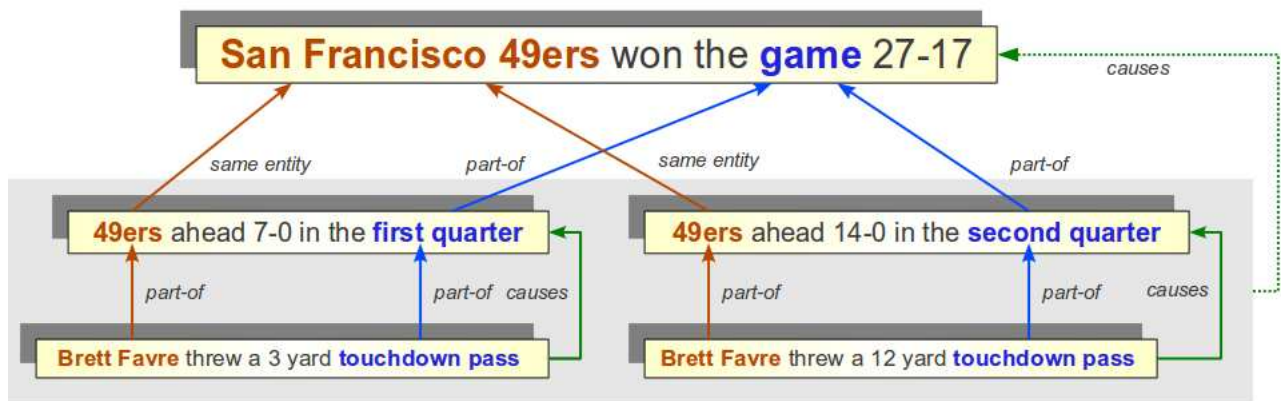 San Francisco 49ers won the game 27-17
causes
same entity
part-of
same entity
part-of
49ers ahead 7-0 in the first quarter
49ers ahead 14-0 in the second quarter
part-of
part-of
causes
part-of
part-of
causes
Brett Favre threw a 3 yard touchdown pass
Brett Favre threw a 12 yard touchdown pass